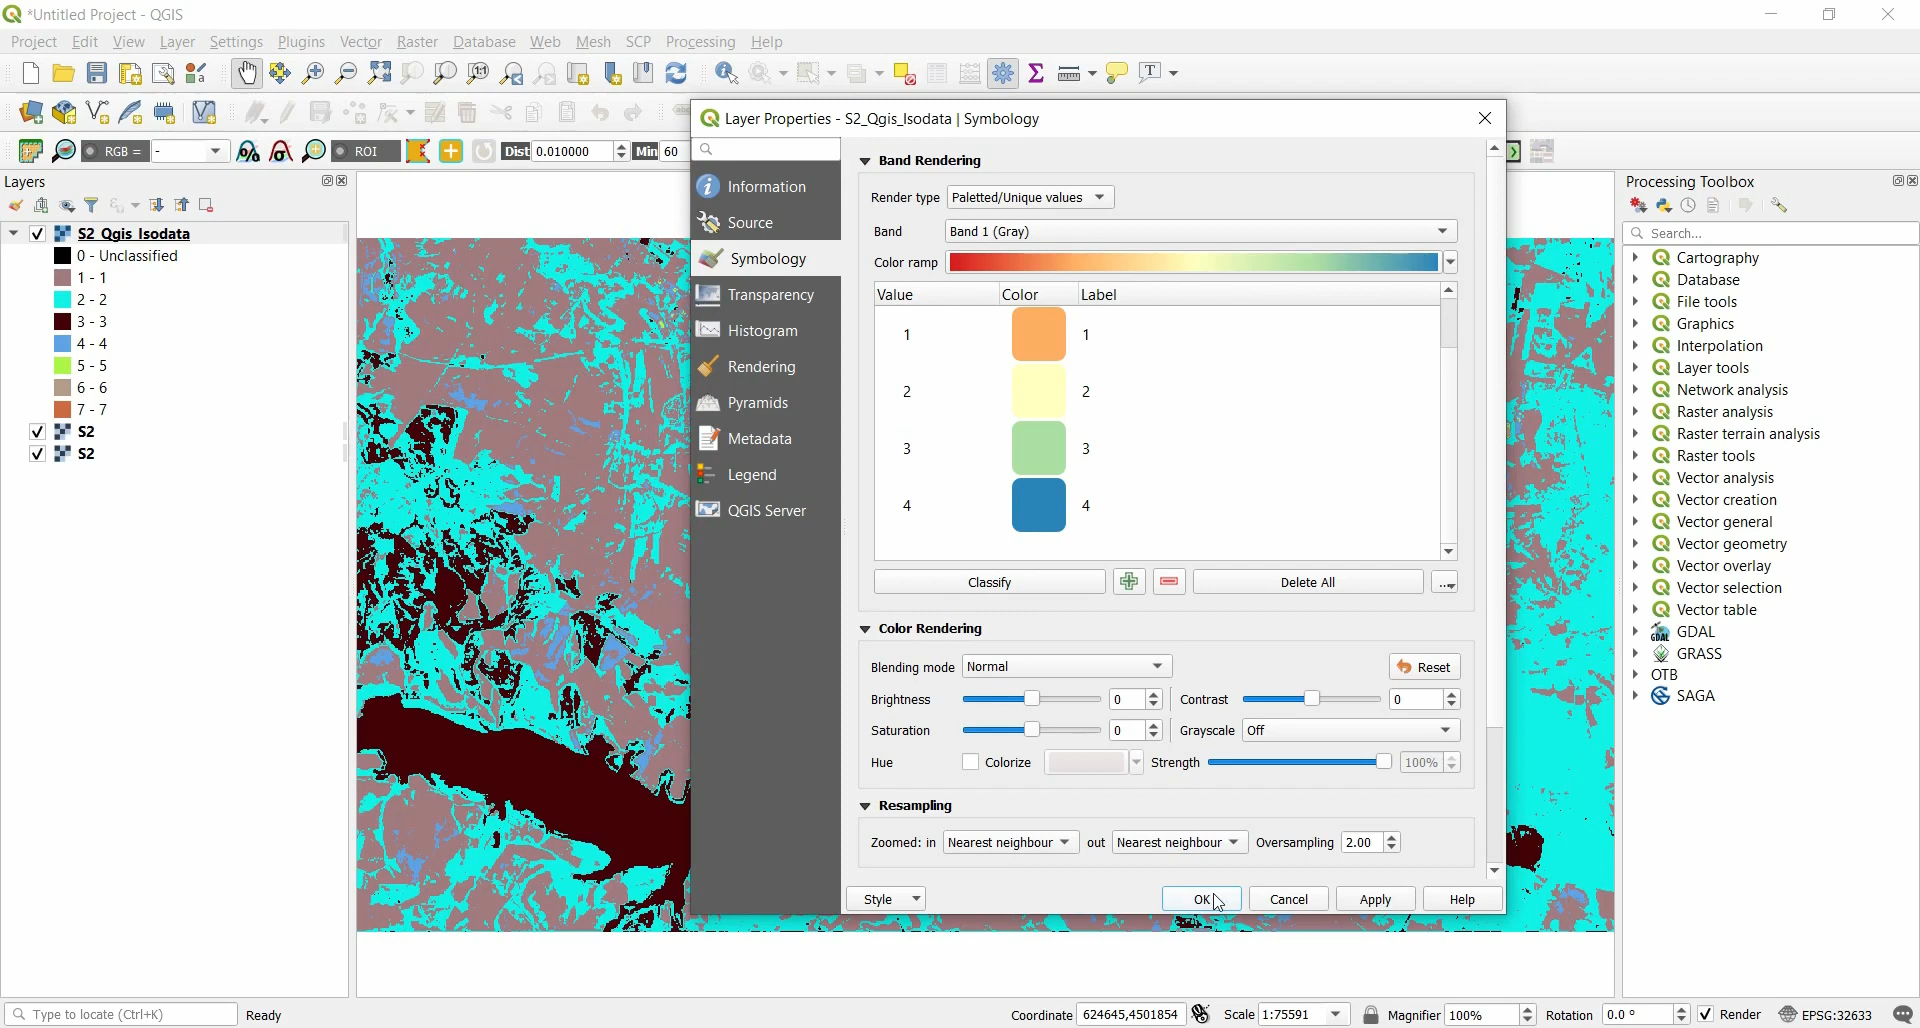 *Untitled Project - QGIS
Project Edit View Layer Settings Plugins Vector Raster Database Web Mesh SCP Processing Help
RGB = - ROI Dist 0.010000 Min 60
Layers
S2_Qgis_Isodata
0 - Unclassified
1 - 1
2 - 2
3 - 3
4 - 4
5 - 5
6 - 6
7 - 7
S2
S2
Layer Properties - S2_Qgis_Isodata | Symbology
Information
Source
Symbology
Transparency
Histogram
Rendering
Pyramids
Metadata
Legend
QGIS Server
Band Rendering
Render type Paletted/Unique values
Band Band 1 (Gray)
Color ramp
Value Color Label
1 1
2 2
3 3
4 4
Classify Delete All ...
Color Rendering
Blending mode Normal Reset
Brightness 0 Contrast 0
Saturation 0 Grayscale Off
Hue Colorize Strength 100%
Resampling
Zoomed: in Nearest neighbour out Nearest neighbour Oversampling 2.00
Style OK Cancel Apply Help
Processing Toolbox
Search...
Cartography
Database
File tools
Graphics
Interpolation
Layer tools
Network analysis
Raster analysis
Raster terrain analysis
Raster tools
Vector analysis
Vector creation
Vector general
Vector geometry
Vector overlay
Vector selection
Vector table
GDAL
GRASS
OTB
SAGA
Type to locate (Ctrl+K) Ready Coordinate 624645,4501854 Scale 1:75591 Magnifier 100% Rotation 0.0 ° Render EPSG:32633